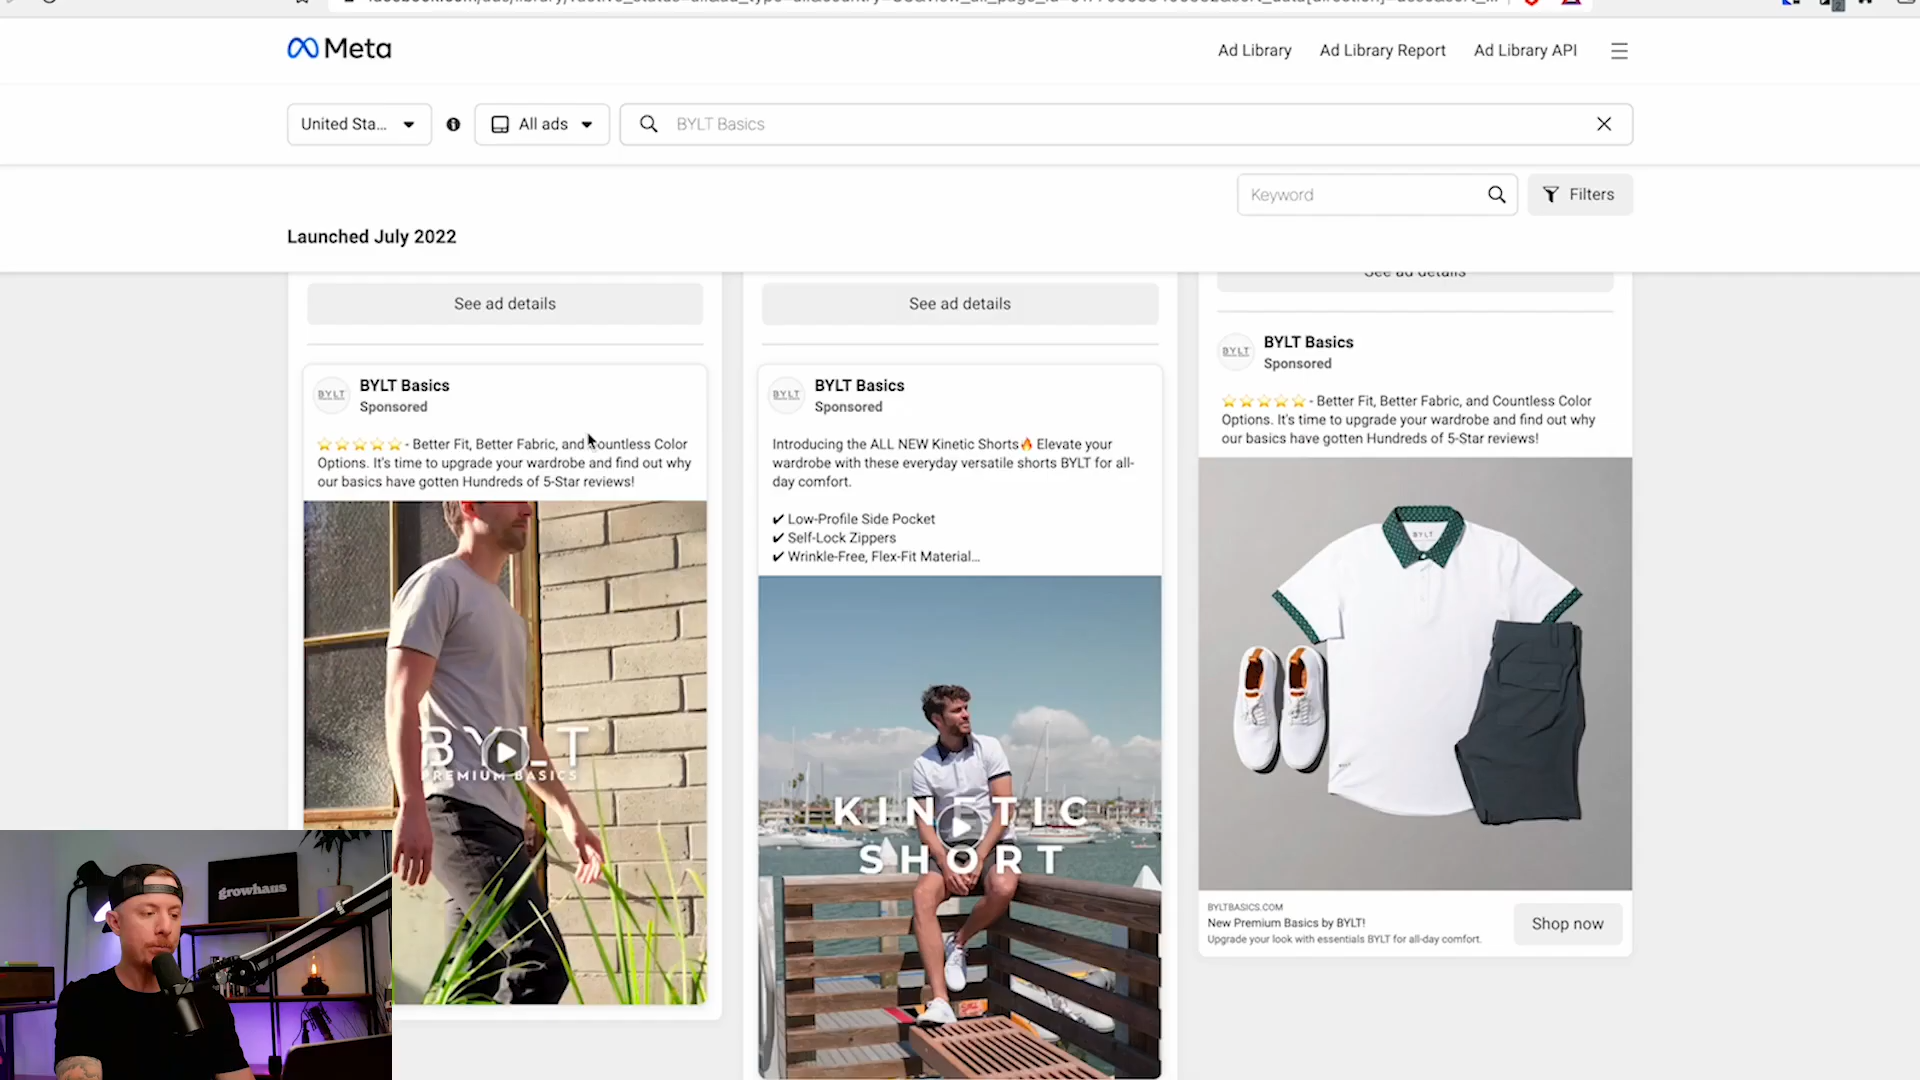 Meta
Ad Library
Ad Library Report
Ad Library API
United Sta...
All ads
BYLT Basics
Keyword
Filters
Launched July 2022
See ad details
See ad details
See ad details
BYLT Basics
Sponsored
⭐⭐⭐⭐⭐- Better Fit, Better Fabric, and Countless Color
Options. It's time to upgrade your wardrobe and find out why
our basics have gotten Hundreds of 5-Star reviews!
BYLT
PREMIUM BASICS
BYLT Basics
Sponsored
Introducing the ALL NEW Kinetic Shorts🔥 Elevate your
wardrobe with these everyday versatile shorts BYLT for all-
day comfort.
✔ Low-Profile Side Pocket
✔ Self-Lock Zippers
✔ Wrinkle-Free, Flex-Fit Material...
KINETIC
SHORT
BYLT
BYLT Basics
Sponsored
⭐⭐⭐⭐⭐- Better Fit, Better Fabric, and Countless Color
Options. It's time to upgrade your wardrobe and find out why
our basics have gotten Hundreds of 5-Star reviews!
BYLT
BYLTBASICS.COM
New Premium Basics by BYLT!
Upgrade your look with essentials BYLT for all-day comfort.
Shop now
BYLT
BYLT
growhaus